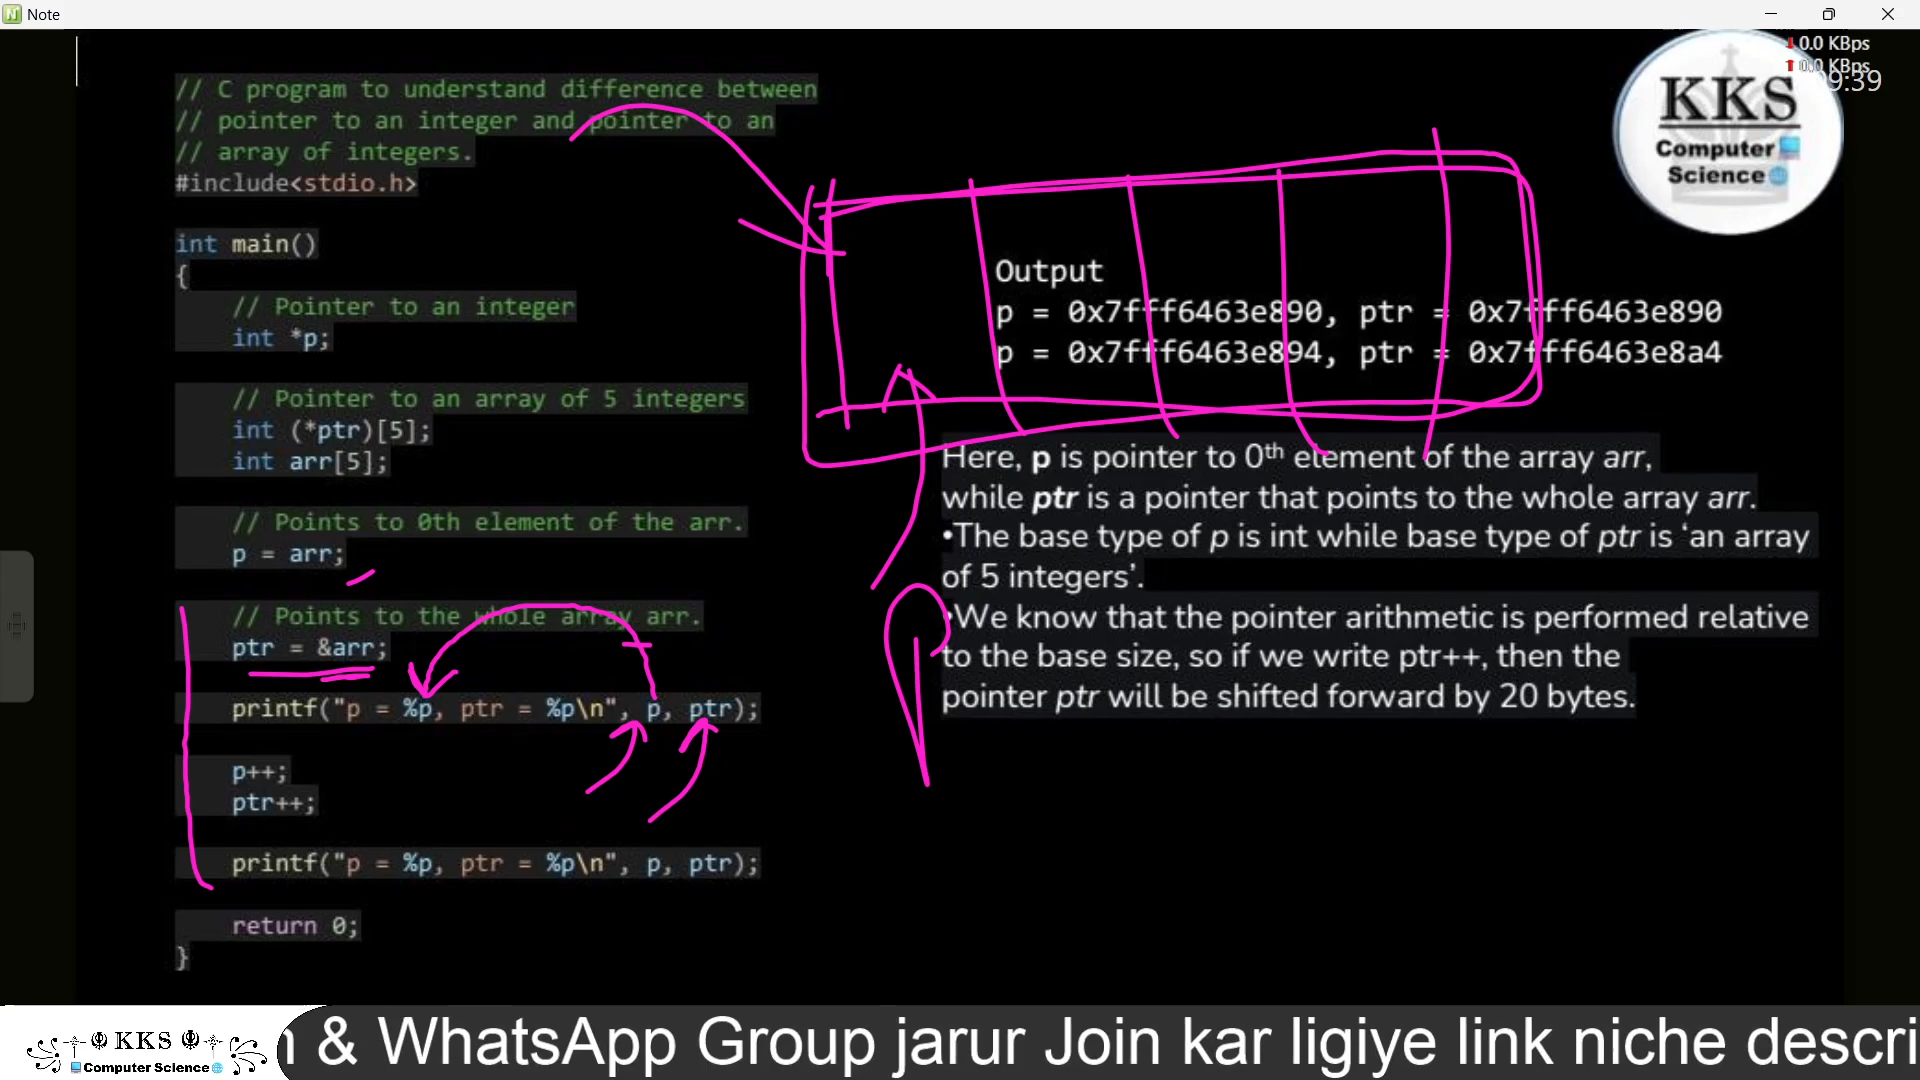 Note
0.0 KBps
0.0 KBps
9:39
KKS
Computer
Science
// C program to understand difference between
// pointer to an integer and pointer to an
// array of integers.
#include<stdio.h>
int main()
{
// Pointer to an integer
int *p;
// Pointer to an array of 5 integers
int (*ptr)[5];
int arr[5];
// Points to 0th element of the arr.
p = arr;
// Points to the whole array arr.
ptr = &arr;
printf("p = %p, ptr = %p\n", p, ptr);
p++;
ptr++;
printf("p = %p, ptr = %p\n", p, ptr);
return 0;
}
Output
p = 0x7fff6463e890, ptr = 0x7fff6463e890
p = 0x7fff6463e894, ptr = 0x7fff6463e8a4
Here, p is pointer to 0th element of the array arr,
while ptr is a pointer that points to the whole array arr.
•The base type of p is int while base type of ptr is ‘an array
of 5 integers’.
•We know that the pointer arithmetic is performed relative
to the base size, so if we write ptr++, then the
pointer ptr will be shifted forward by 20 bytes.
KKS
Computer Science
& WhatsApp Group jarur Join kar ligiye link niche descri